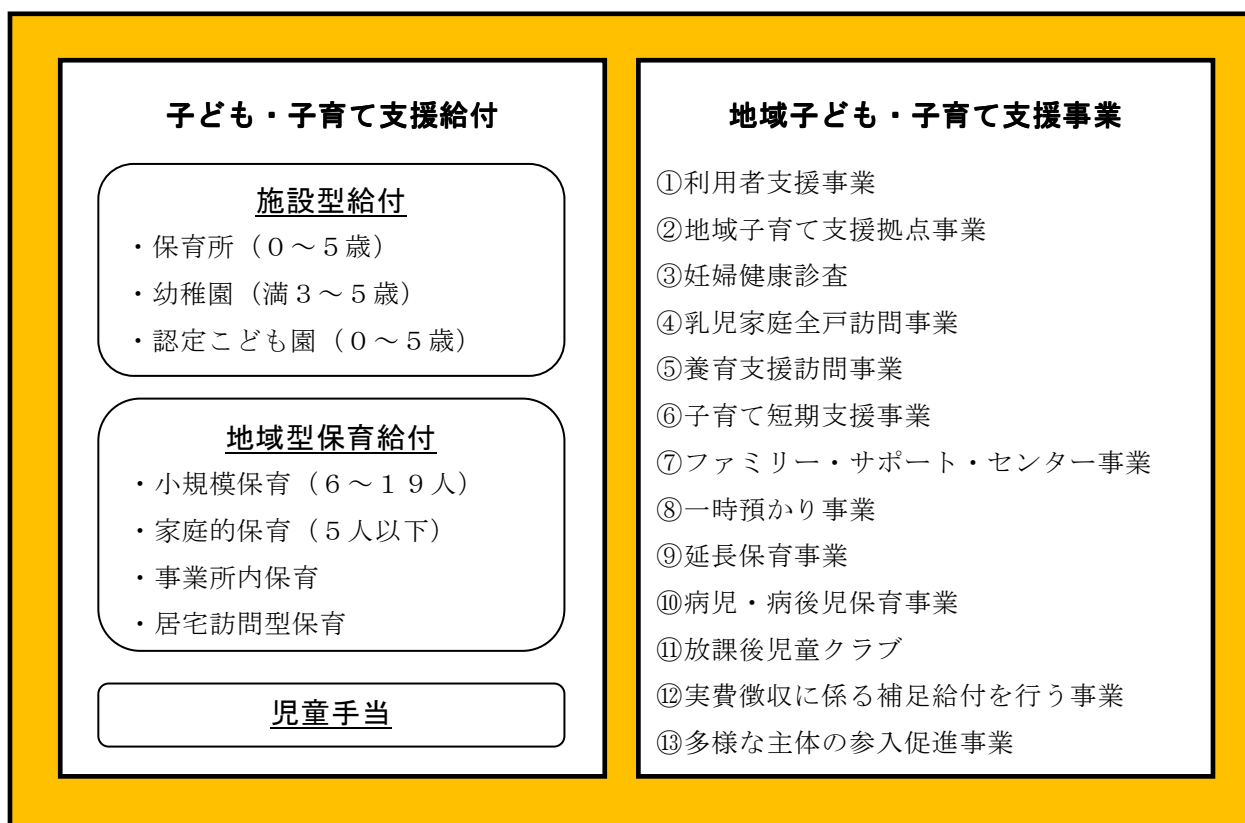 子ども・子育て支援給付
施設型給付
・保育所（０～５歳）
・幼稚園（満３～５歳）
・認定こども園（０～５歳）
地域型保育給付
・小規模保育（６～１９人）
・家庭的保育（５人以下）
・事業所内保育
・居宅訪問型保育
児童手当
地域子ども・子育て支援事業
①利用者支援事業
②地域子育て支援拠点事業
③妊婦健康診査
④乳児家庭全戸訪問事業
⑤養育支援訪問事業
⑥子育て短期支援事業
⑦ファミリー・サポート・センター事業
⑧一時預かり事業
⑨延長保育事業
⑩病児・病後児保育事業
⑪放課後児童クラブ
⑫実費徴収に係る補足給付を行う事業
⑬多様な主体の参入促進事業